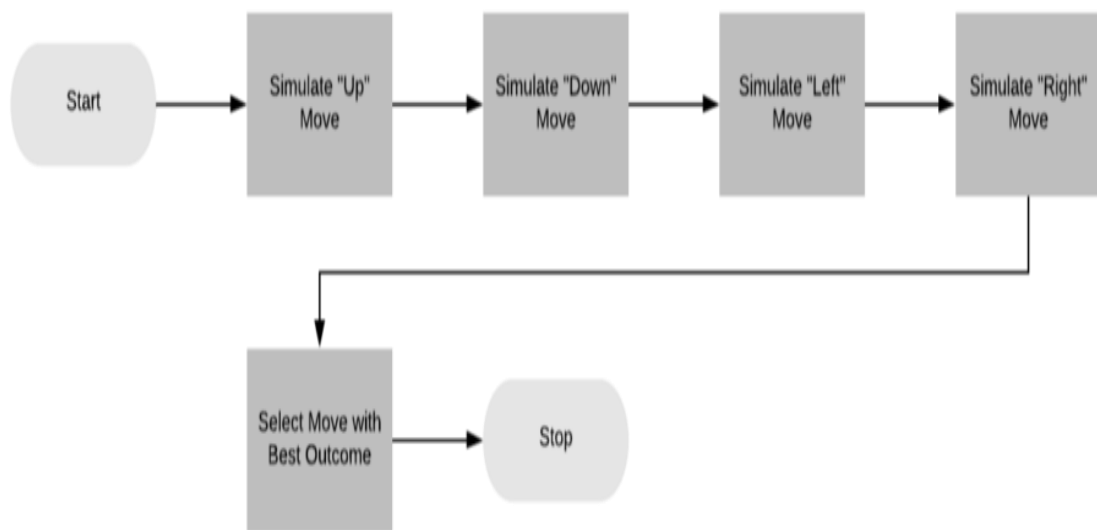 Start
Simulate "Up"
Move
Simulate "Down"
Move
Simulate "Left"
Move
Simulate "Right"
Move
Select Move with
Best Outcome
Stop